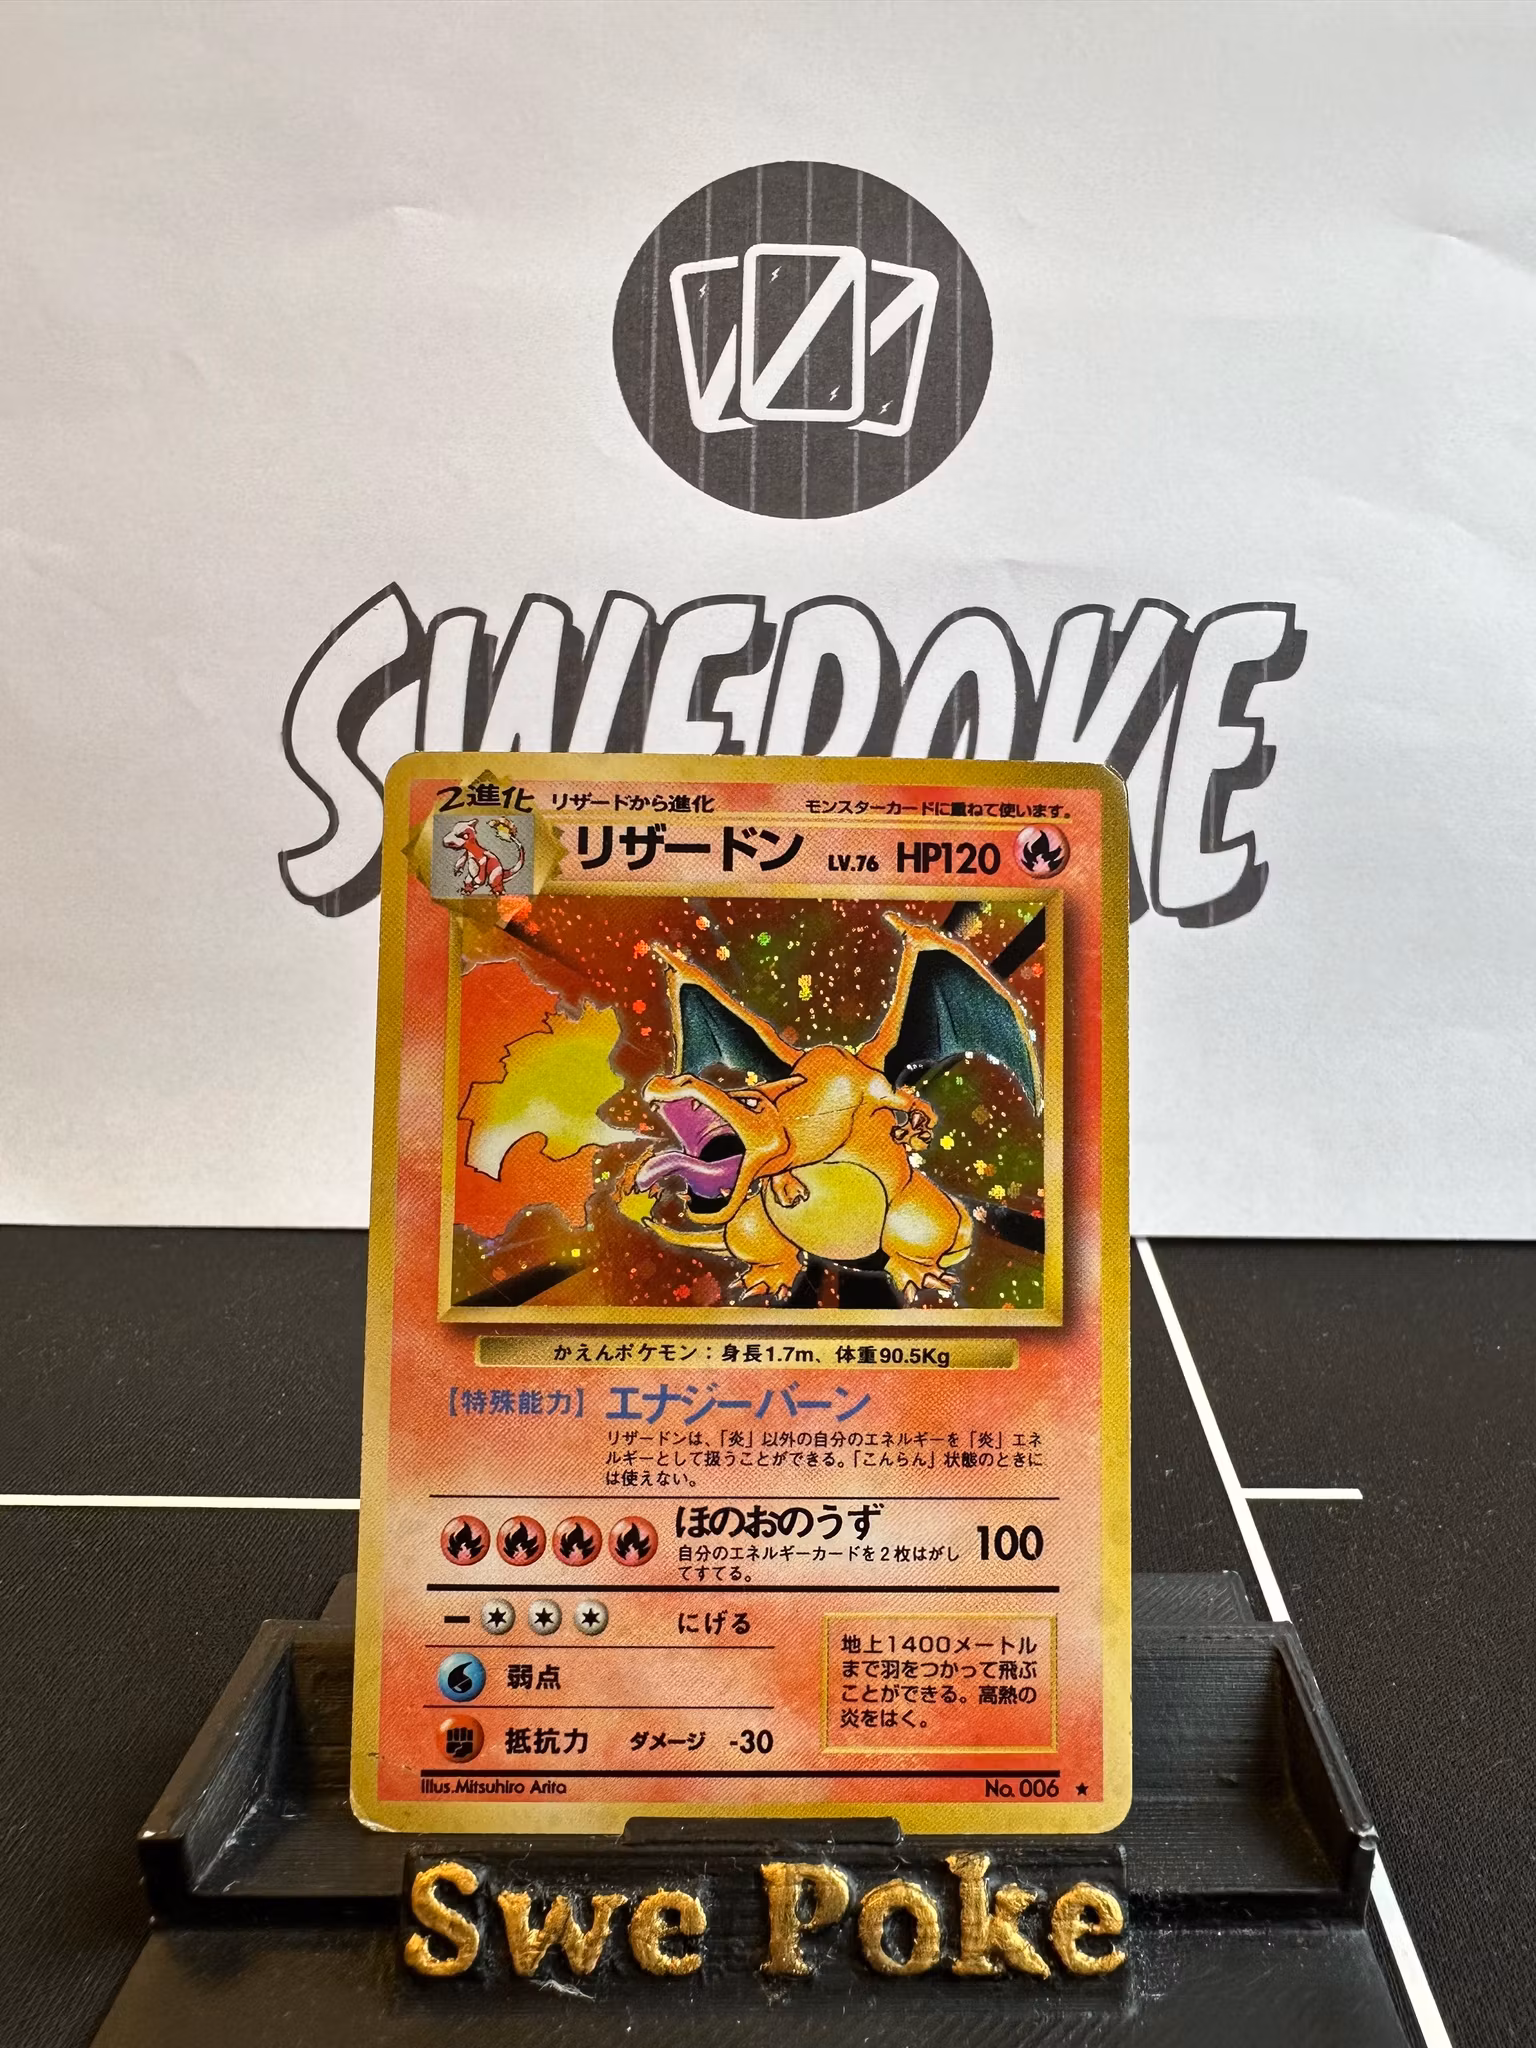 SWEPOKE
2進化 リザードから進化 モンスターカードに重ねて使います。
リザードン LV.76 HP120
かえんポケモン：身長1.7m、体重90.5Kg
【特殊能力】 エナジーバーン
リザードンは、「炎」以外の自分のエネルギーを「炎」エネ
ルギーとして扱うことができる。「こんらん」状態のときに
は使えない。
ほのおのうず 100
自分のエネルギーカードを2枚はがし
てすてる。
にげる
弱点
抵抗力 ダメージ -30
地上1400メートル
まで羽をつかって飛ぶ
ことができる。高熱の
炎をはく。
Illus.Mitsuhiro Arita No. 006 ★
Swe Poke